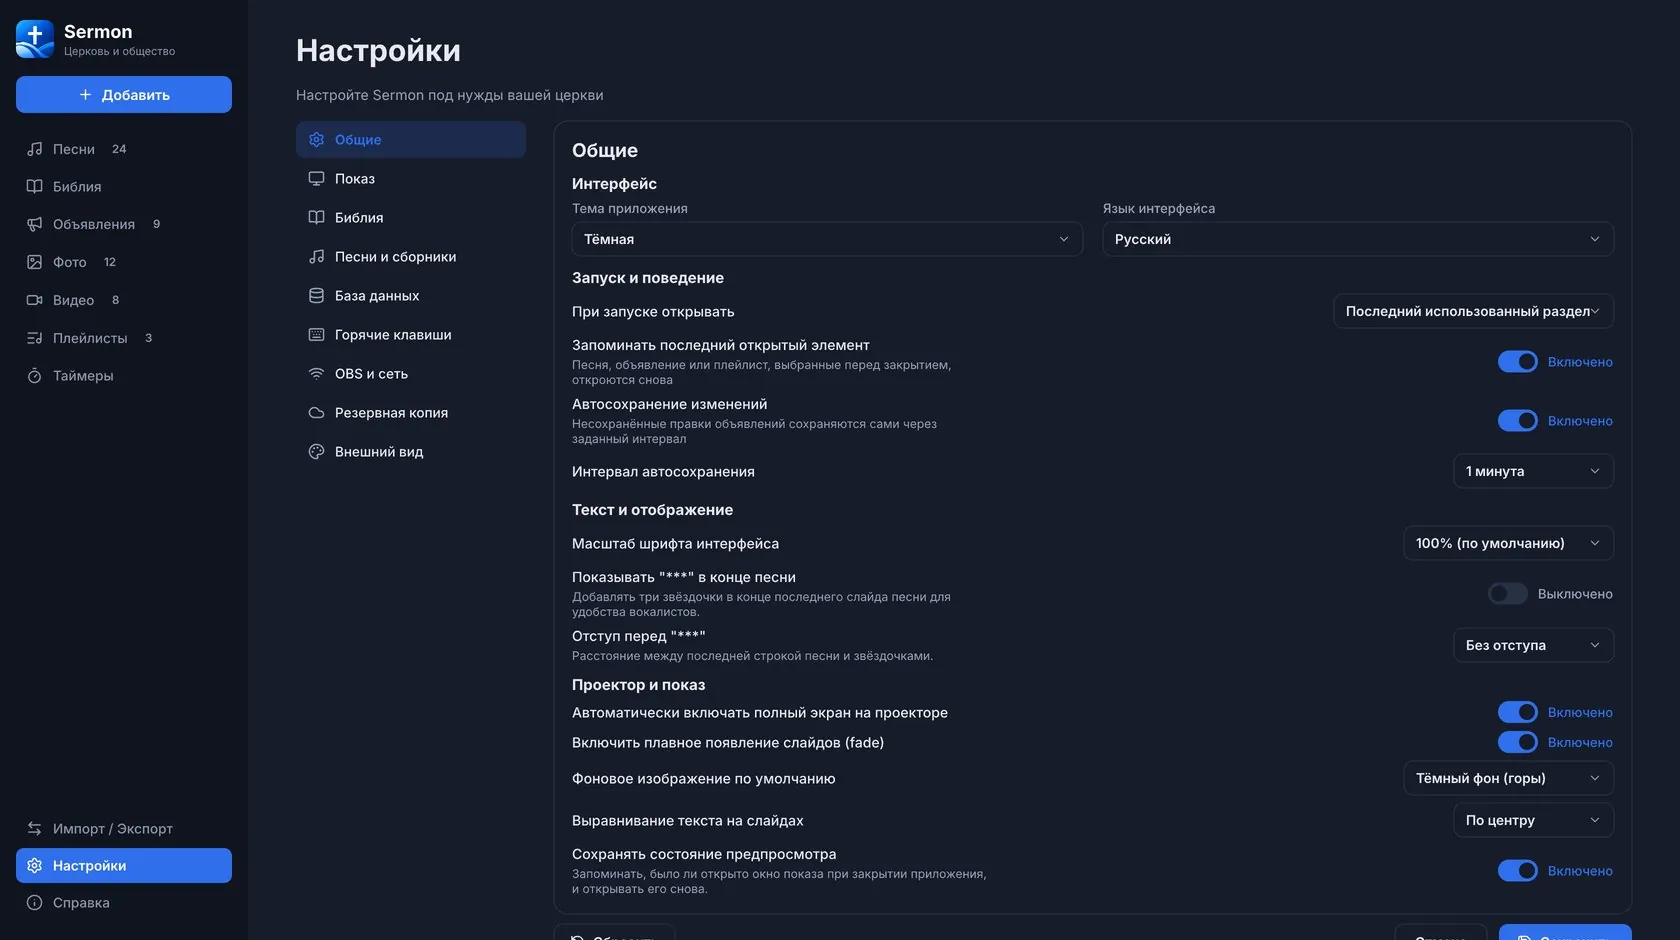 Sermon
Церковь и общество
+ Добавить
Песни 24
Библия
Объявления 9
Фото 12
Видео 8
Плейлисты 3
Таймеры
Импорт / Экспорт
Настройки
Справка
Настройки
Настройте Sermon под нужды вашей церкви
Общие
Показ
Библия
Песни и сборники
База данных
Горячие клавиши
OBS и сеть
Резервная копия
Внешний вид
Общие
Интерфейс
Тема приложения
Тёмная
Язык интерфейса
Русский
Запуск и поведение
При запуске открывать
Последний использованный раздел
Запоминать последний открытый элемент
Песня, объявление или плейлист, выбранные перед закрытием,
откроются снова
Включено
Автосохранение изменений
Несохранённые правки объявлений сохраняются сами через
заданный интервал
Включено
Интервал автосохранения
1 минута
Текст и отображение
Масштаб шрифта интерфейса
100% (по умолчанию)
Показывать "***" в конце песни
Добавлять три звёздочки в конце последнего слайда песни для
удобства вокалистов.
Выключено
Отступ перед "***"
Расстояние между последней строкой песни и звёздочками.
Без отступа
Проектор и показ
Автоматически включать полный экран на проекторе
Включено
Включить плавное появление слайдов (fade)
Включено
Фоновое изображение по умолчанию
Тёмный фон (горы)
Выравнивание текста на слайдах
По центру
Сохранять состояние предпросмотра
Запоминать, было ли открыто окно показа при закрытии приложения,
и открывать его снова.
Включено